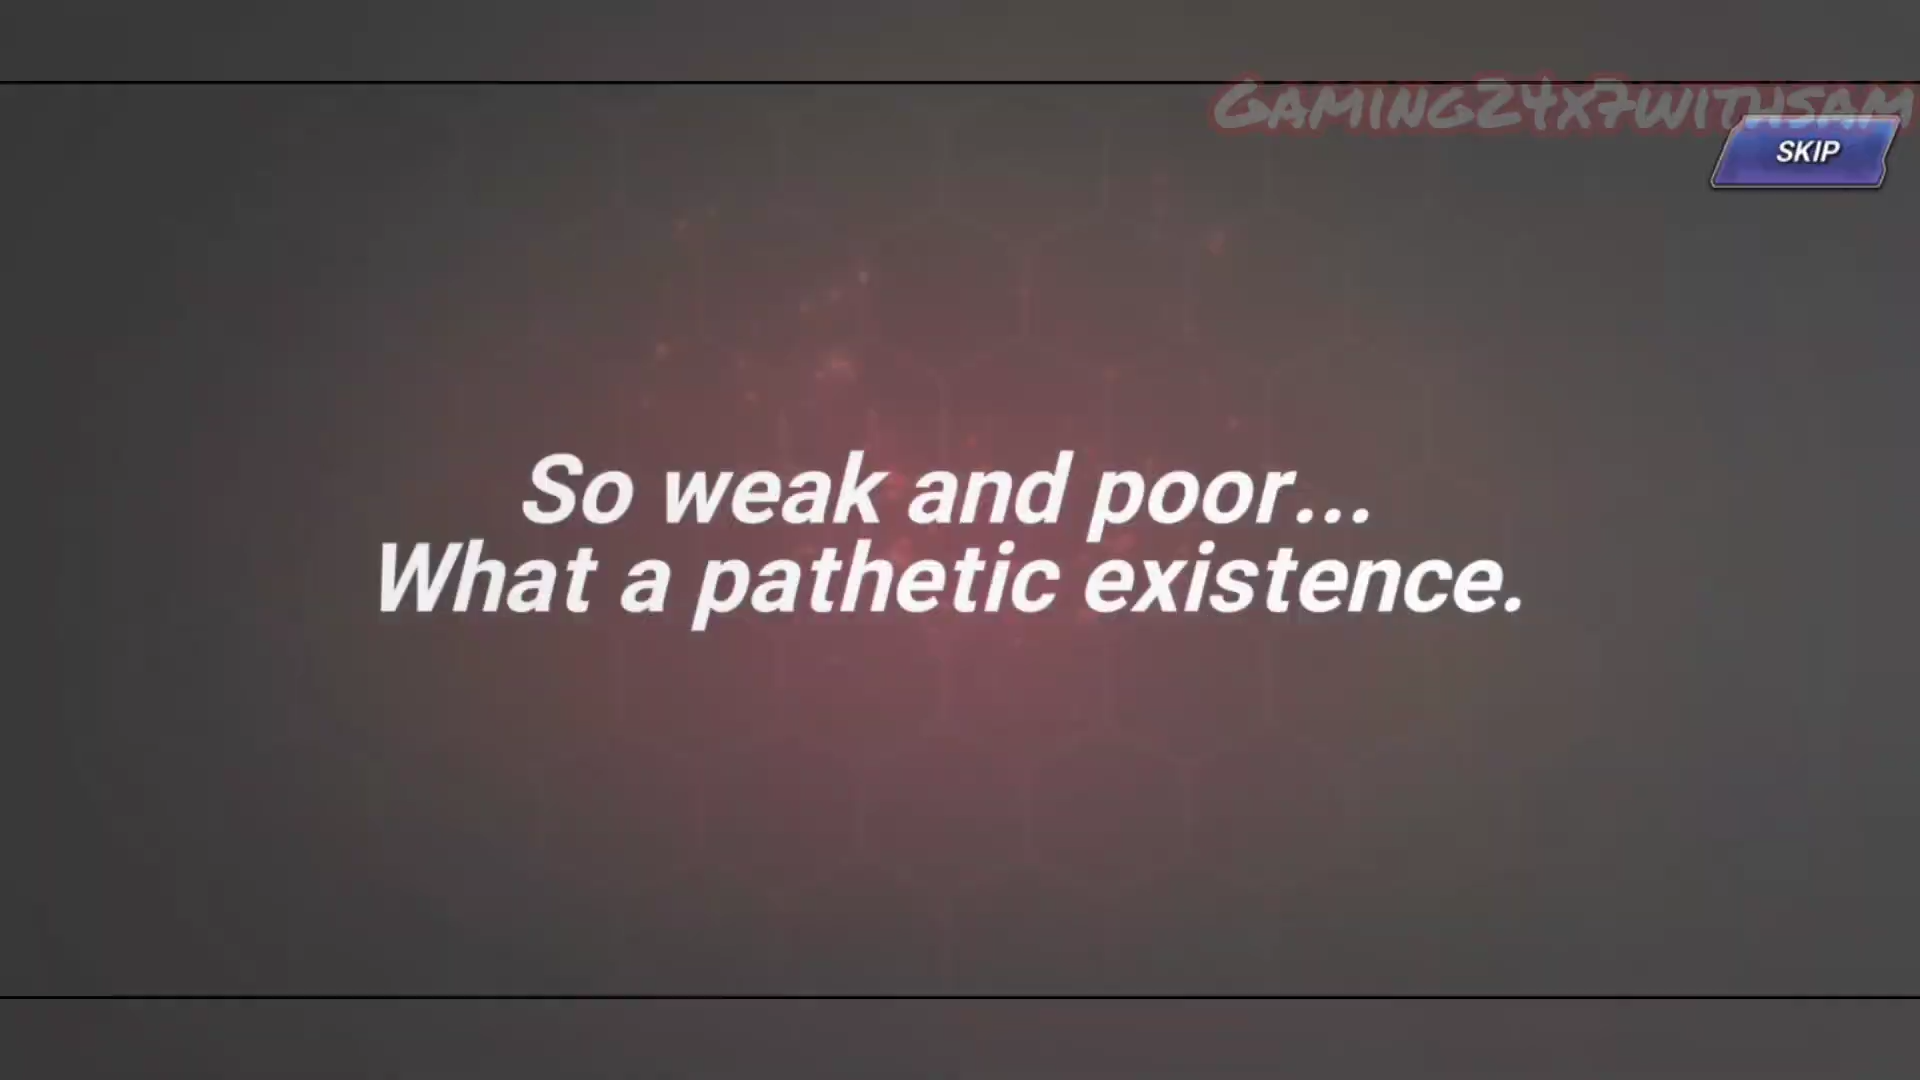 Gaming24x7withsam
SKIP
So weak and poor...
What a pathetic existence.